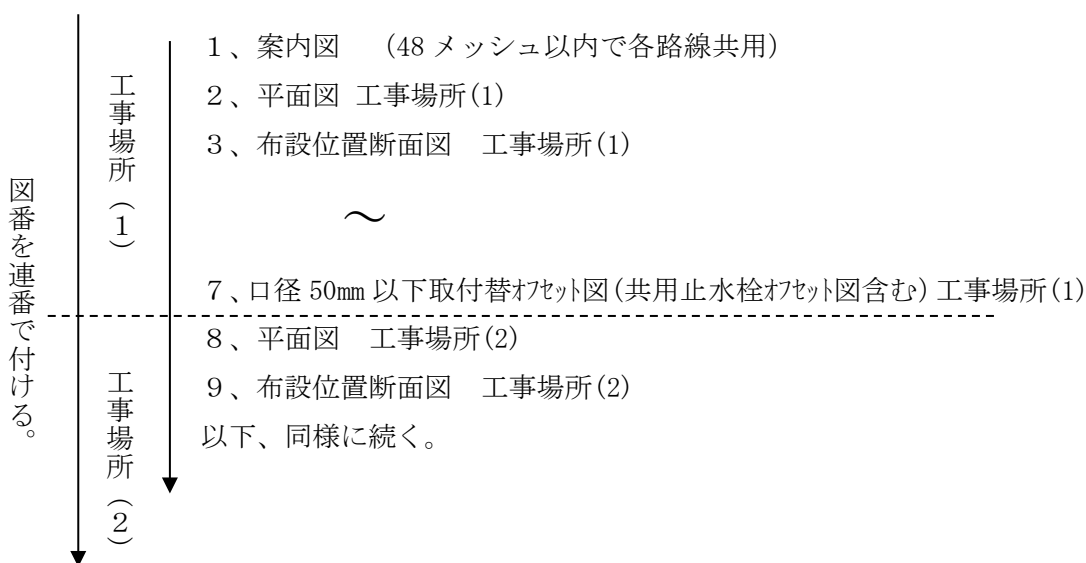 図番を連番で付ける。
工事場所(1)
工事場所(2)
1、案内図 (48メッシュ以内で各路線共用)
2、平面図 工事場所(1)
3、布設位置断面図 工事場所(1)
～
7、口径50mm以下取付替ｵﾌｾｯﾄ図(共用止水栓ｵﾌｾｯﾄ図含む)工事場所(1)
8、平面図 工事場所(2)
9、布設位置断面図 工事場所(2)
以下、同様に続く。